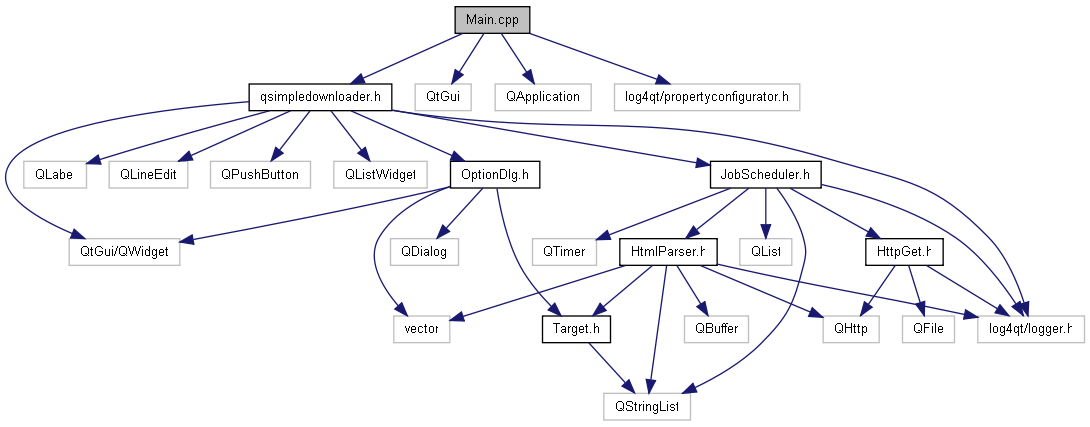 Main.cpp
qsimpledownloader.h
QtGui
QApplication
log4qt/propertyconfigurator.h
QLabe
QLineEdit
QPushButton
QListWidget
OptionDlg.h
JobScheduler.h
QtGui/QWidget
QDialog
QTimer
HtmlParser.h
QList
HttpGet.h
vector
Target.h
QBuffer
QHttp
QFile
log4qt/logger.h
QStringList